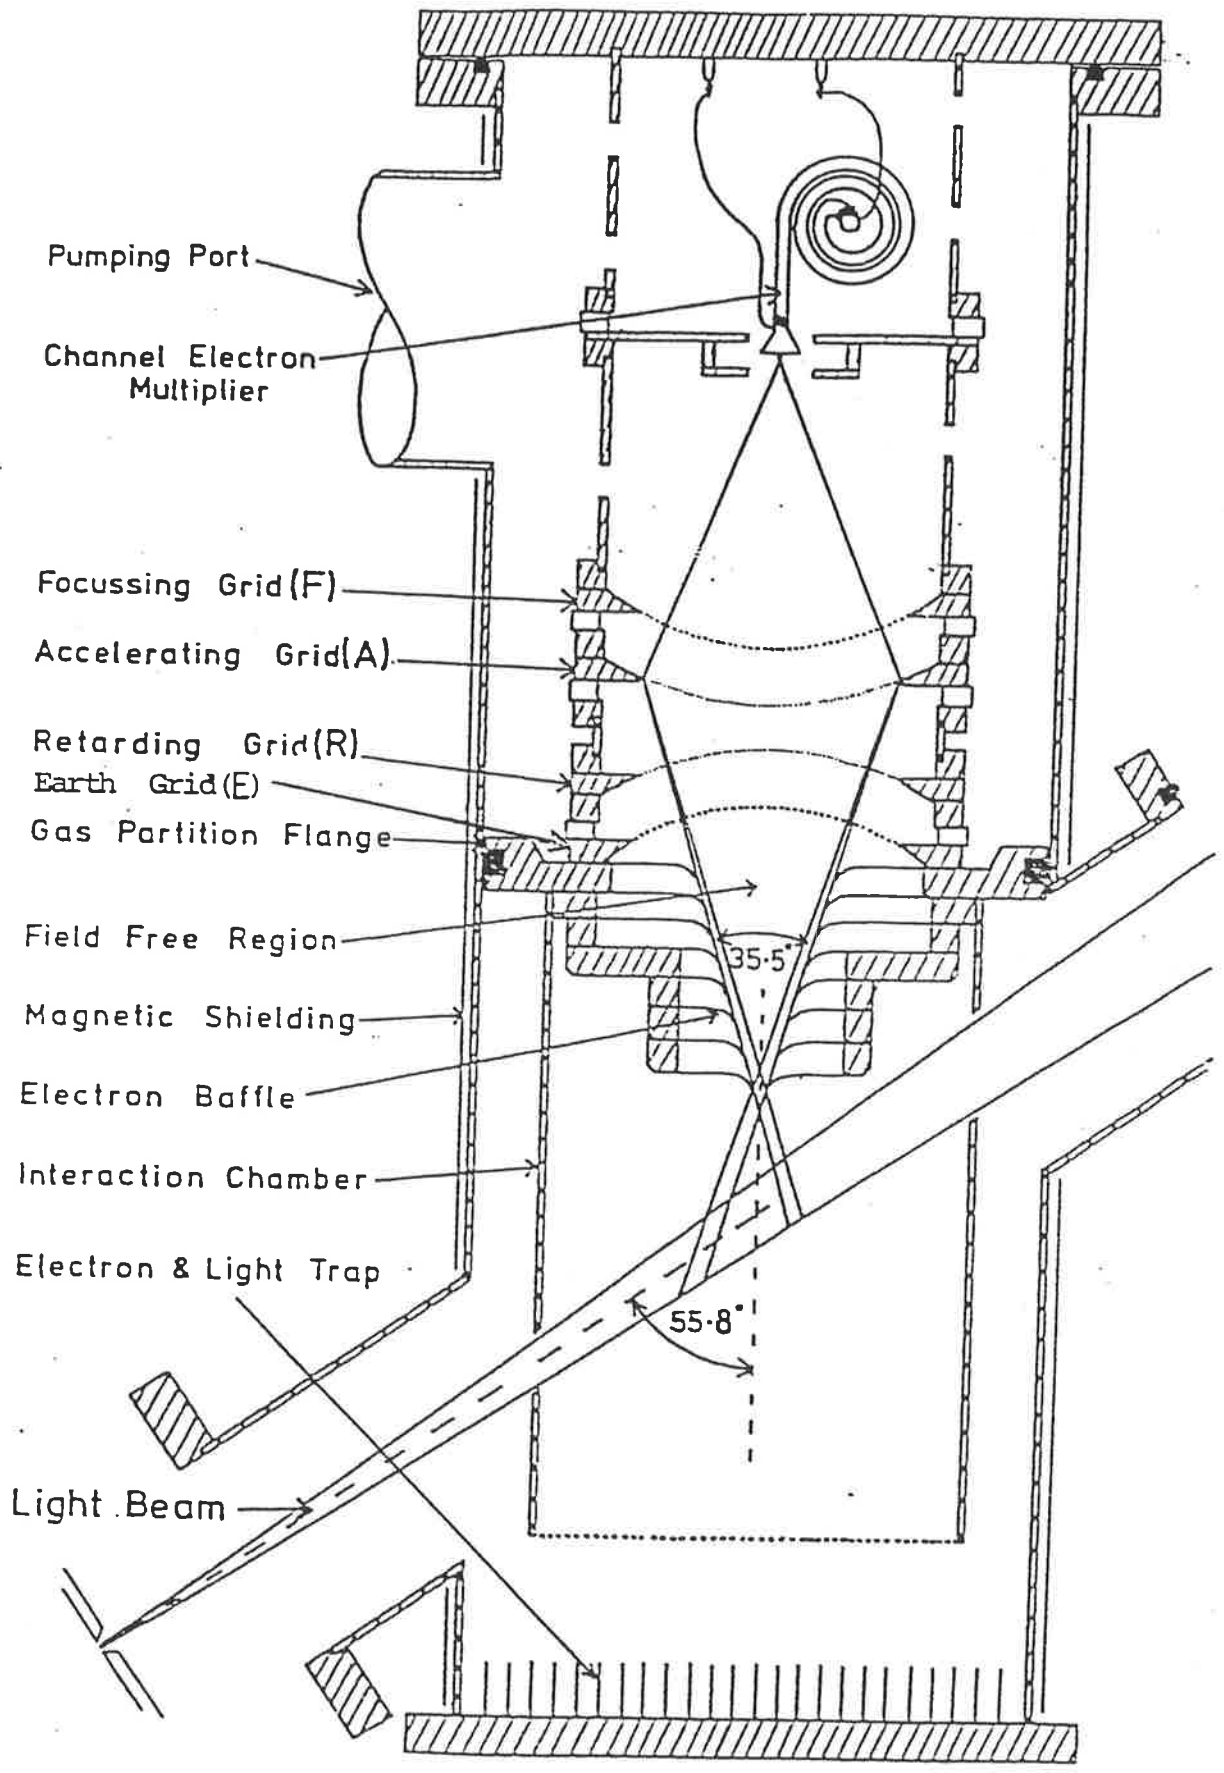 Pumping Port
Channel Electron
Multiplier
Focussing Grid(F)
Accelerating Grid(A)
Retarding Grid(R)
Earth Grid(E)
Gas Partition Flange
Field Free Region
35·5°
Magnetic Shielding
Electron Baffle
Interaction Chamber
Electron & Light Trap
55·8°
Light Beam